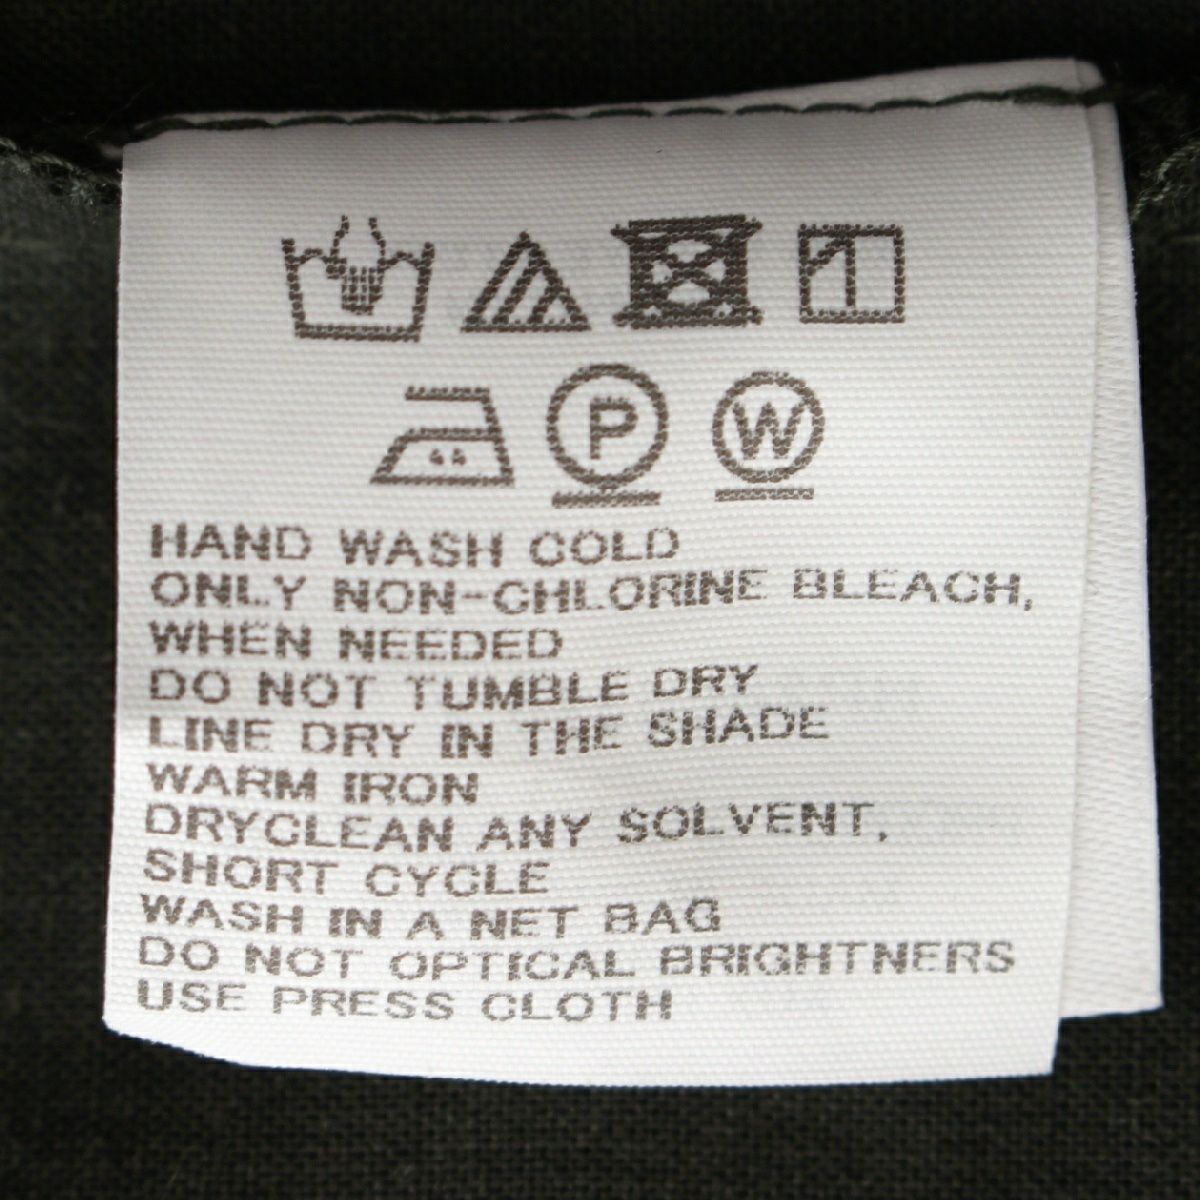 P W
HAND WASH COLD
ONLY NON-CHLORINE BLEACH,
WHEN NEEDED
DO NOT TUMBLE DRY
LINE DRY IN THE SHADE
WARM IRON
DRYCLEAN ANY SOLVENT,
SHORT CYCLE
WASH IN A NET BAG
DO NOT OPTICAL BRIGHTNERS
USE PRESS CLOTH